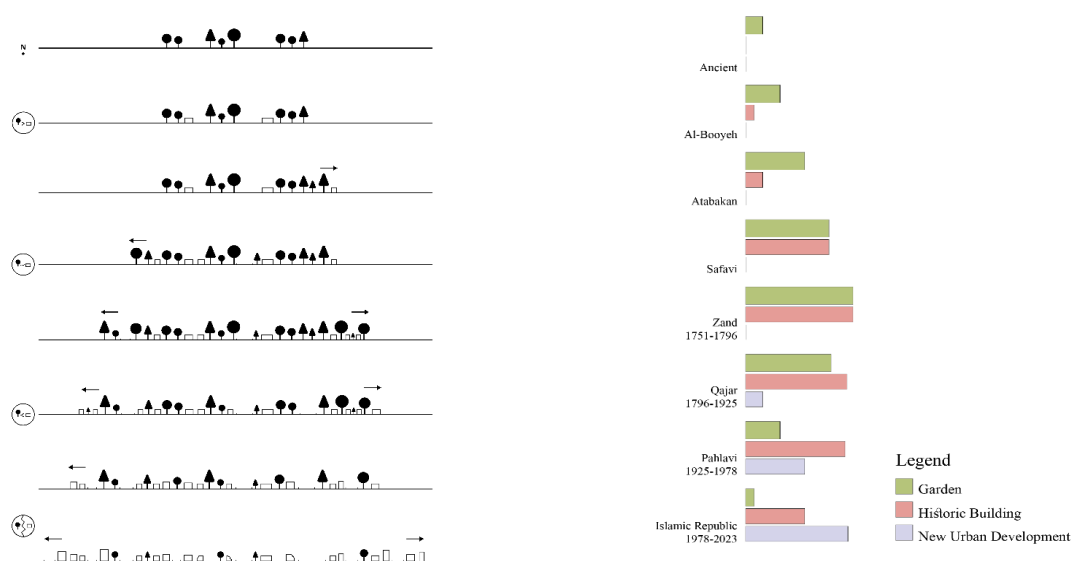 N
Ancient
Al-Booyeh
Atabakan
Safavi
Zand
1751-1796
Qajar
1796-1925
Pahlavi
1925-1978
Islamic Republic
1978-2023
Legend
Garden
Historic Building
New Urban Development